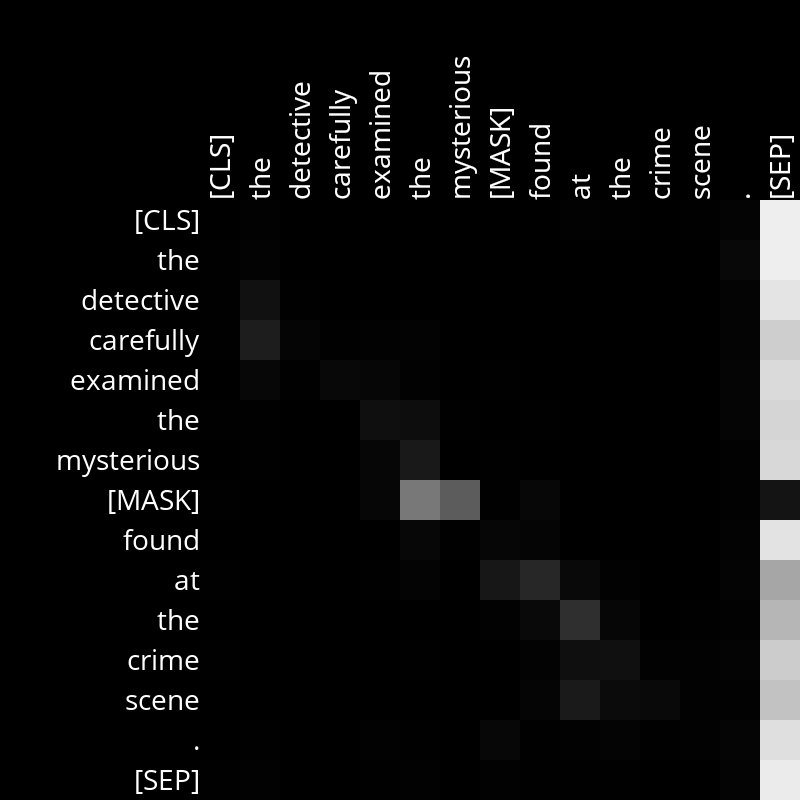 [CLS]
the
detective
carefully
examined
the
mysterious
[MASK]
found
at
the
crime
scene
.
[SEP]
[CLS]
the
detective
carefully
examined
the
mysterious
[MASK]
found
at
the
crime
scene
.
[SEP]